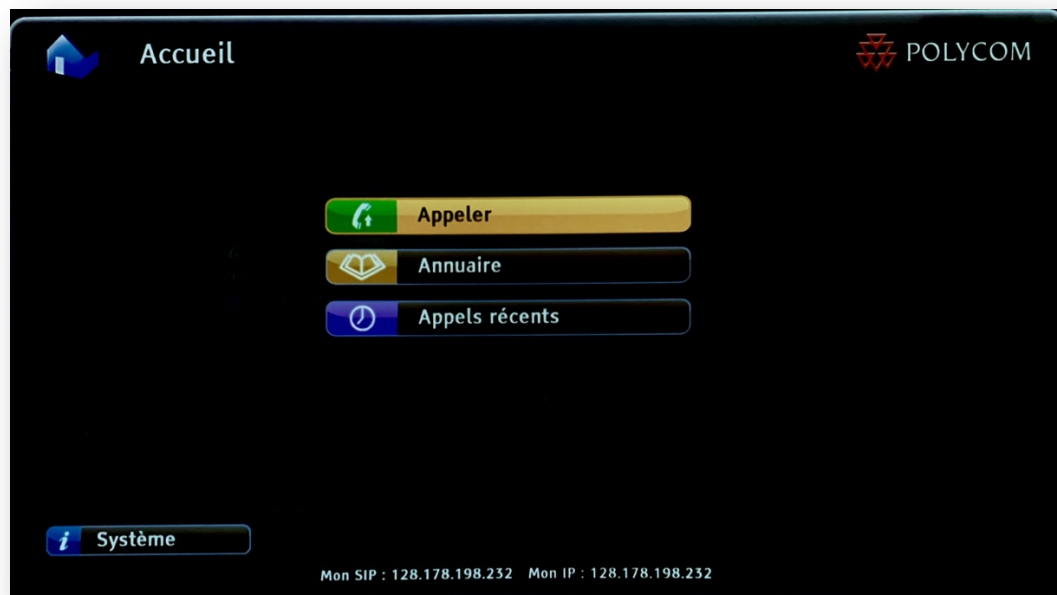 Accueil
POLYCOM
Appeler
Annuaire
Appels récents
i Système
Mon SIP : 128.178.198.232 Mon IP : 128.178.198.232